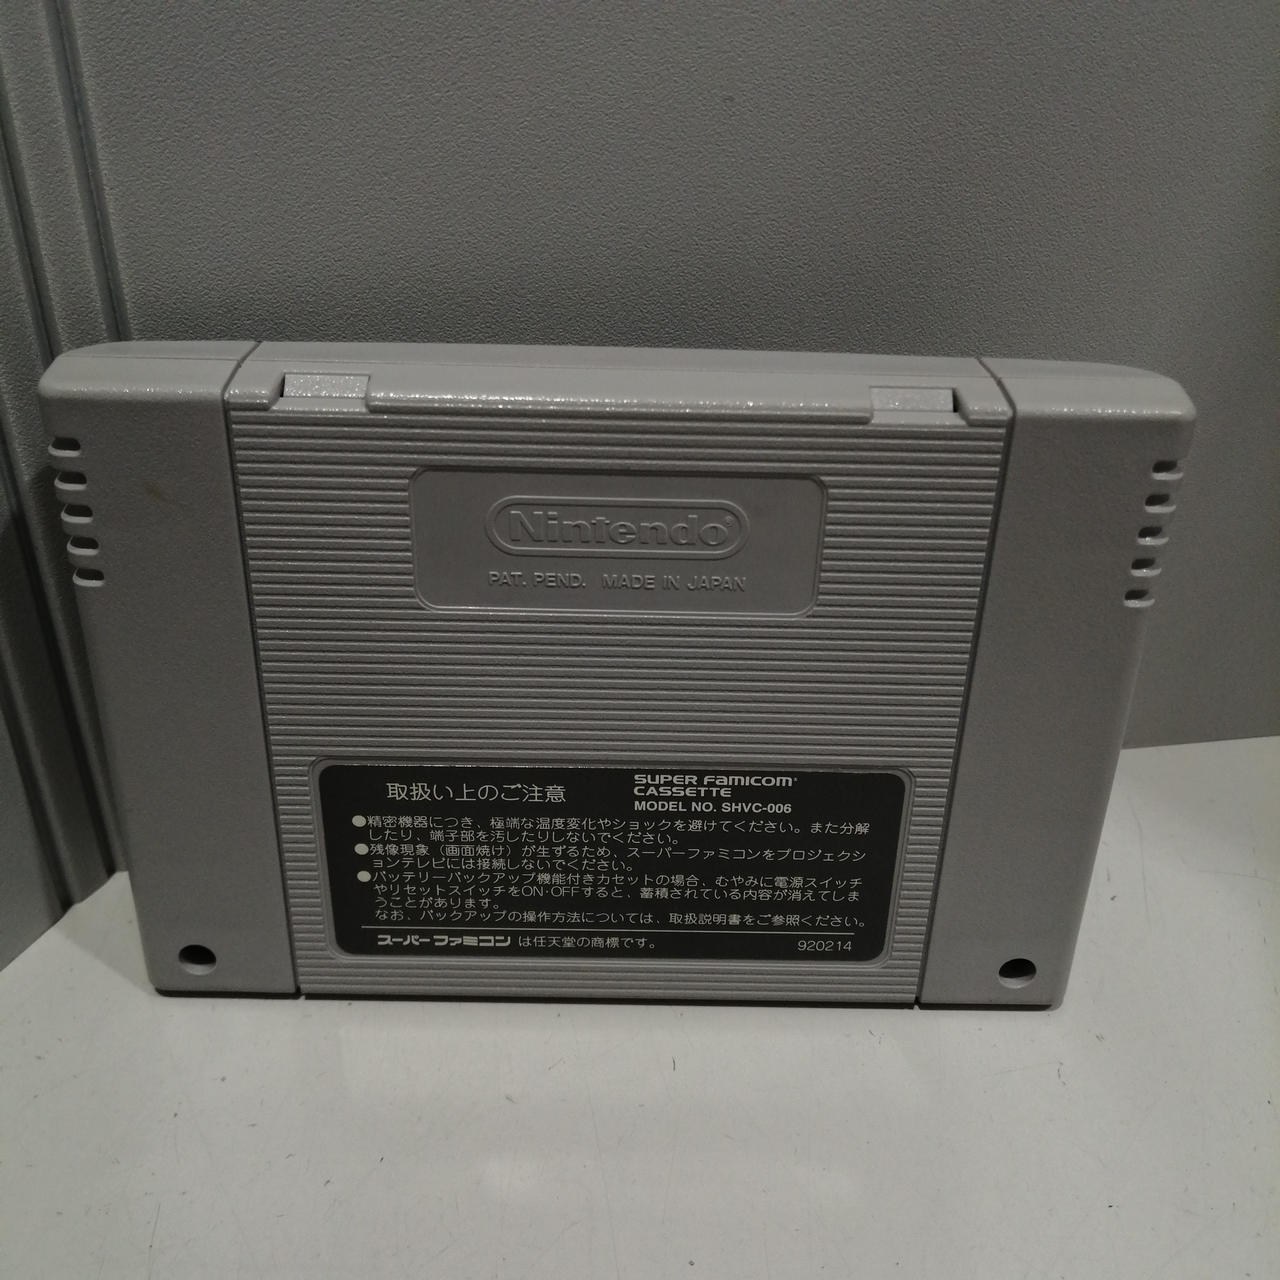 Nintendo®
PAT. PEND. MADE IN JAPAN
取扱い上のご注意
SUPER FAMICOM®
CASSETTE
MODEL NO. SHVC-006
●精密機器につき、極端な温度変化やショックを避けてください。また分解
したり、端子部を汚したりしないでください。
●残像現象（画面焼け）が生ずるため、スーパーファミコンをプロジェクシ
ョンテレビには接続しないでください。
●バッテリーバックアップ機能付きカセットの場合、むやみに電源スイッチ
やリセットスイッチをON・OFFすると、蓄積されている内容が消えてしま
うことがあります。
なお、バックアップの操作方法については、取扱説明書をご参照ください。
スーパーファミコンは任天堂の商標です。
920214